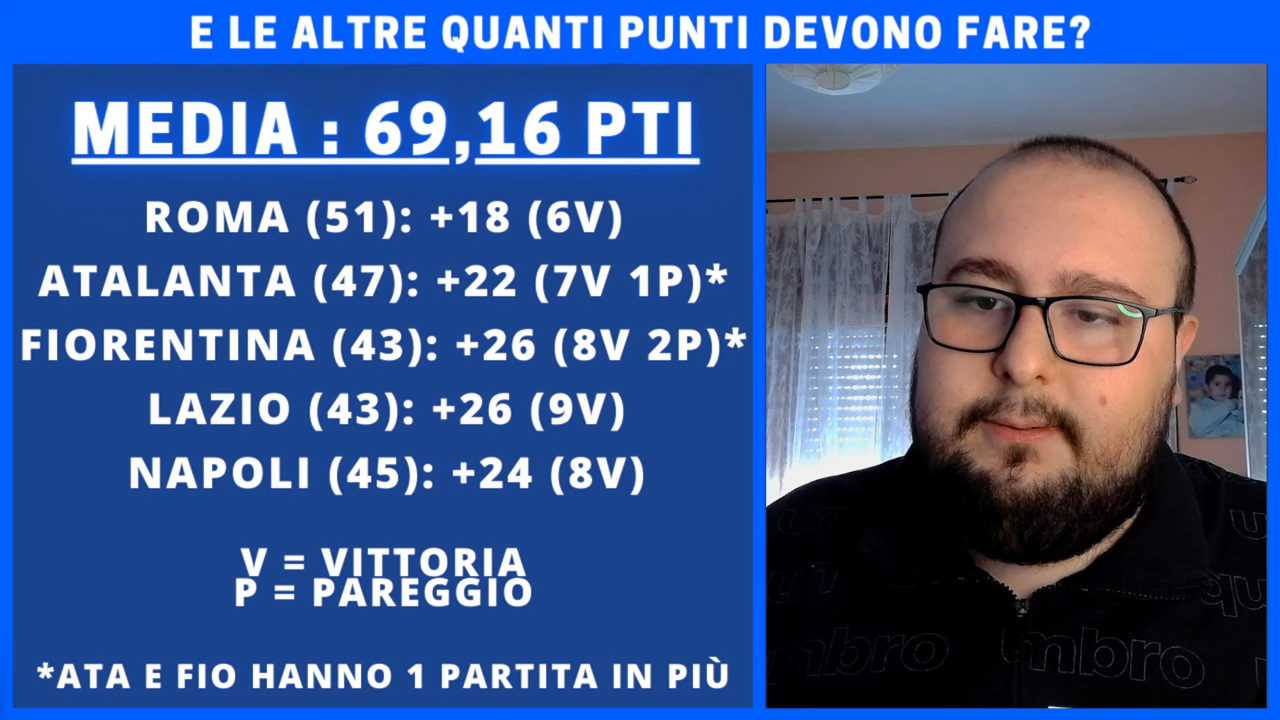 E LE ALTRE QUANTI PUNTI DEVONO FARE?
MEDIA : 69,16 PTI
ROMA (51): +18 (6V)
ATALANTA (47): +22 (7V 1P)*
FIORENTINA (43): +26 (8V 2P)*
LAZIO (43): +26 (9V)
NAPOLI (45): +24 (8V)
V = VITTORIA
P = PAREGGIO
*ATA E FIO HANNO 1 PARTITA IN PIÙ
umbro